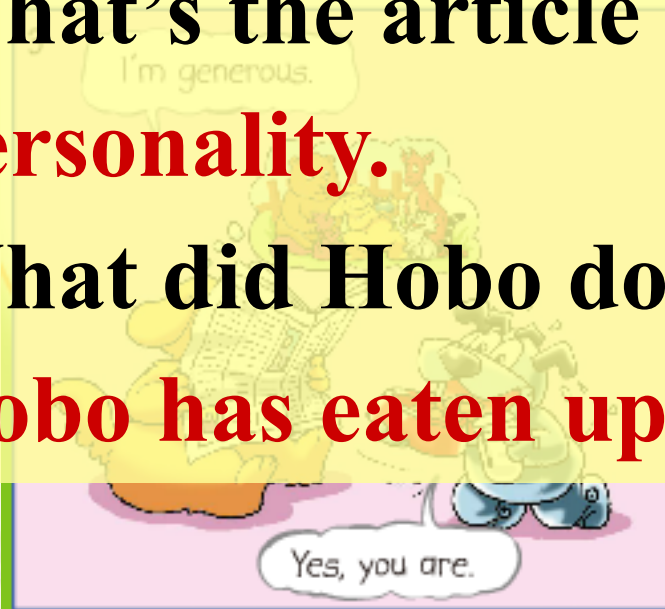 hat's the article
I'm generous.
ersonality.
hat did Hobo do
obo has eaten up
Yes, you are.